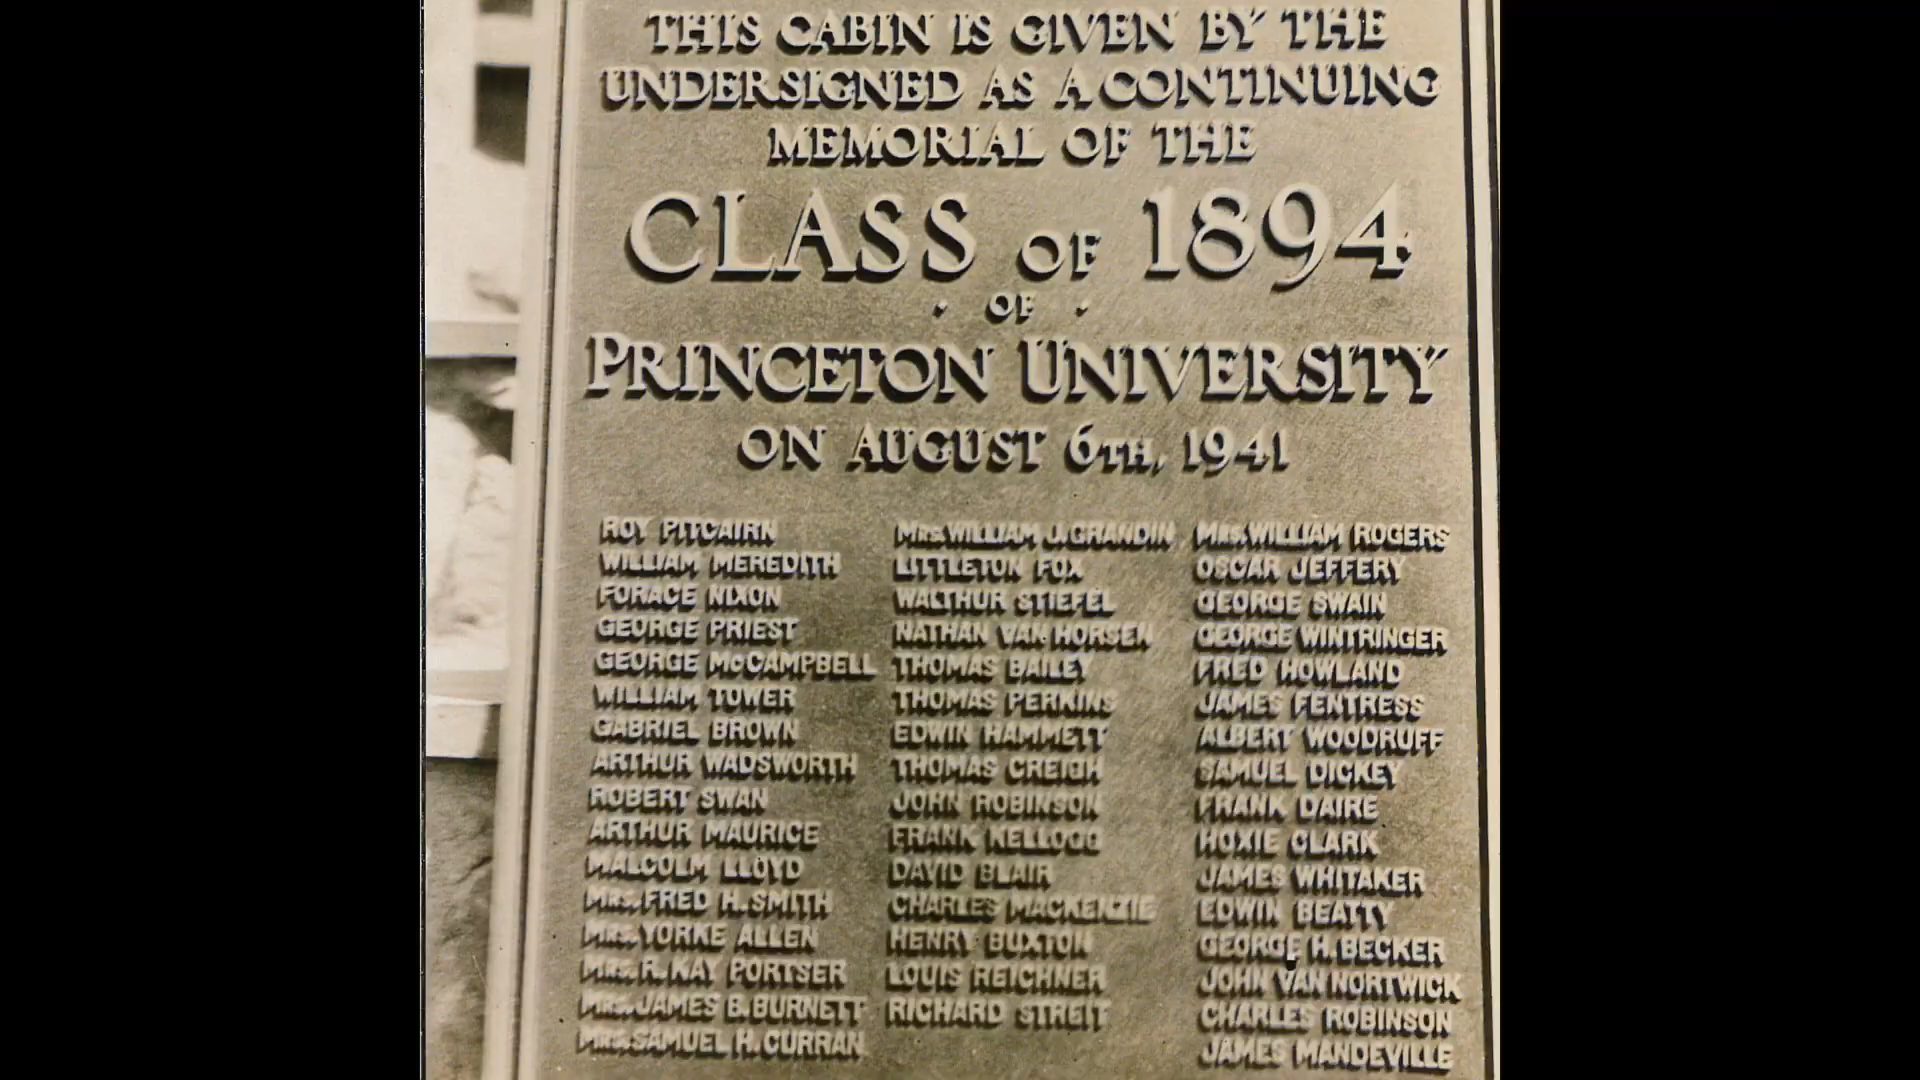 THIS CABIN IS GIVEN BY THE
UNDERSIGNED AS A CONTINUING
MEMORIAL OF THE
CLASS OF 1894
· OF ·
PRINCETON UNIVERSITY
ON AUGUST 6TH, 1941
ROY PITCAIRN
WILLIAM MEREDITH
FORACE NIXON
GEORGE PRIEST
GEORGE McCAMPBELL
WILLIAM TOWER
GABRIEL BROWN
ARTHUR WADSWORTH
ROBERT SWAN
ARTHUR MAURICE
MALCOLM LLOYD
MRS. FRED H. SMITH
MRS. YORKE ALLEN
MRS. R. KAY PORTSER
MRS. JAMES B. BURNETT
MRS. SAMUEL H. CURRAN
MRS. WILLIAM J. GRANDIN
LITTLETON FOX
WALTHUR STIEFEL
NATHAN VAN HORSEN
THOMAS BAILEY
THOMAS PERKINS
EDWIN HAMMETT
THOMAS CREIGH
JOHN ROBINSON
FRANK KELLOGG
DAVID BLAIR
CHARLES MACKENZIE
HENRY BUXTON
LOUIS REICHNER
RICHARD STREIT
MRS. WILLIAM ROGERS
OSCAR JEFFERY
GEORGE SWAIN
GEORGE WINTRINGER
FRED HOWLAND
JAMES FENTRESS
ALBERT WOODRUFF
SAMUEL DICKEY
FRANK DAIRE
HOXIE CLARK
JAMES WHITAKER
EDWIN BEATTY
GEORGE H. BECKER
JOHN VAN NORTWICK
CHARLES ROBINSON
JAMES MANDEVILLE